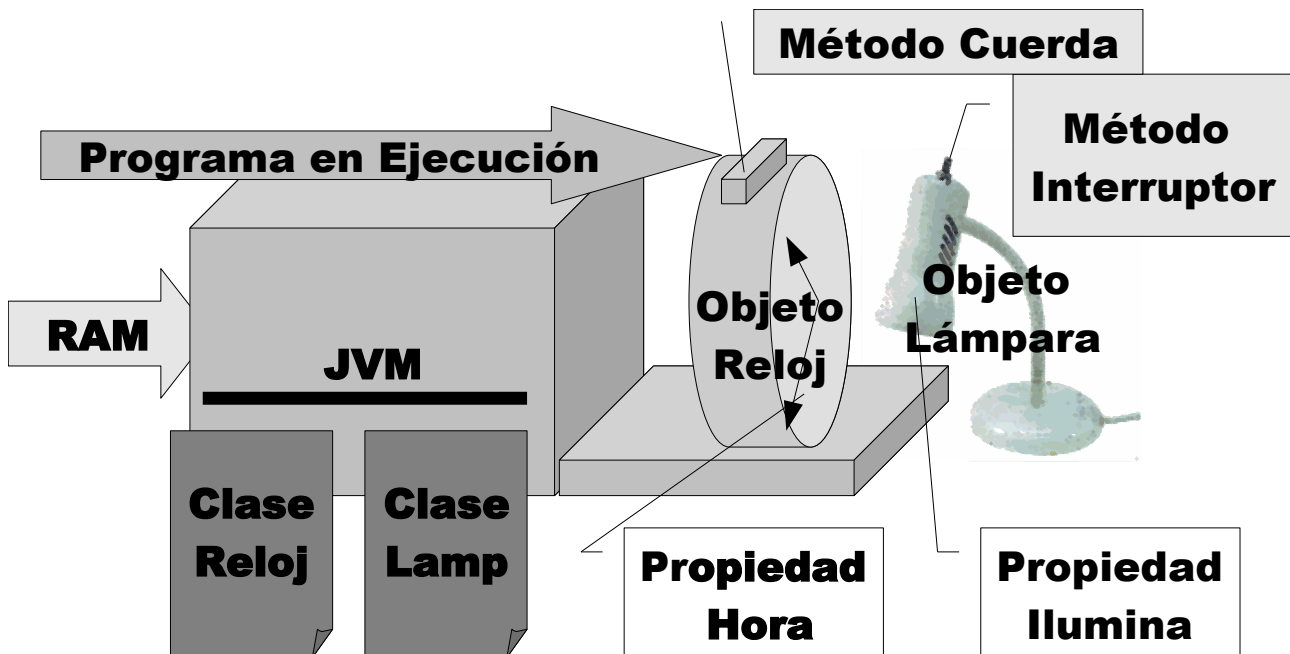 Método Cuerda
Método
Interruptor
Programa en Ejecución
RAM
JVM
Objeto
Reloj
Objeto
Lámpara
Clase
Reloj
Clase
Lamp
Propiedad
Hora
Propiedad
Ilumina